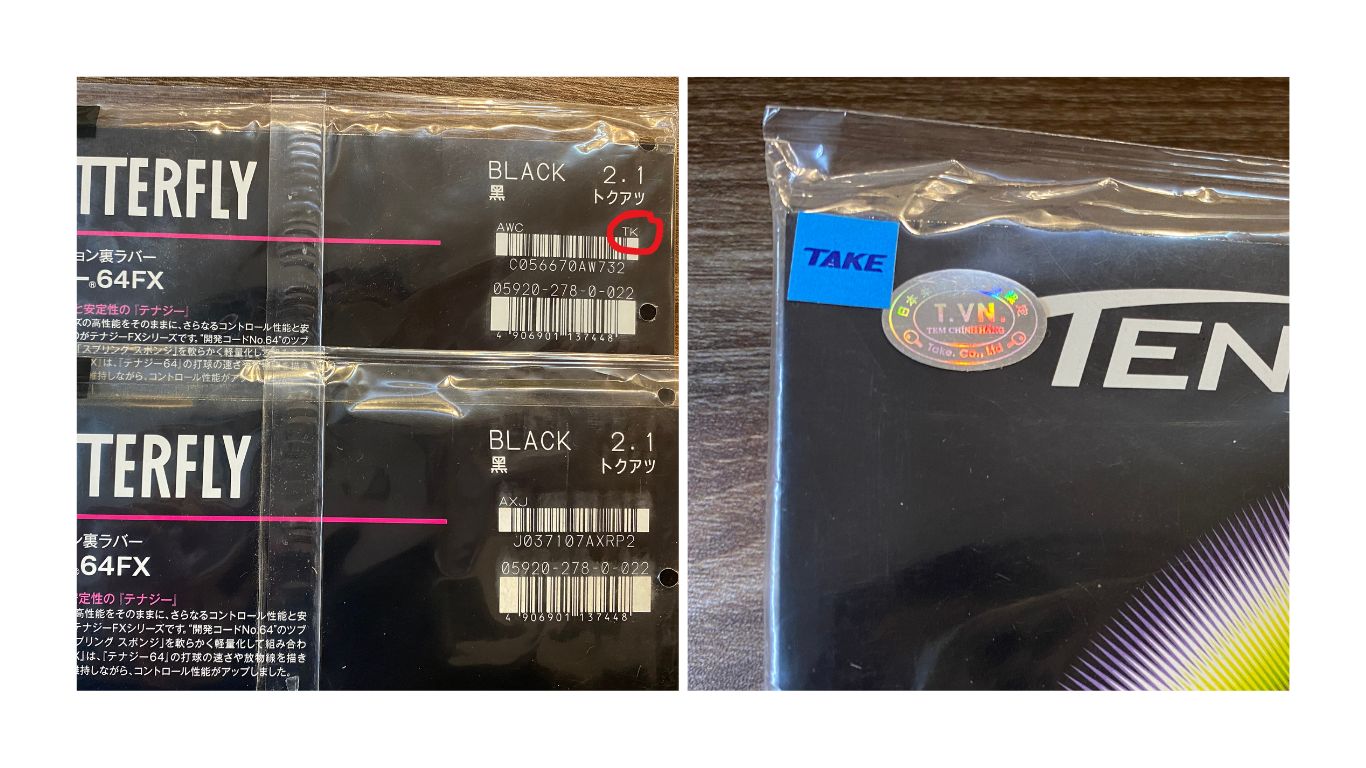 TTERFLY
BLACK 2.1
黒 トクアツ
AWC TK
C056670AW732
05920-278-0-022
4 906901 137448
ョン裏ラバー
ー®64FX
と安定性の『テナジー』
ズの高性能をそのままに、さらなるコントロール性能と安
のがテナジーFXシリーズです。“開発コードNo.64”のツブ
「スプリング スポンジ」を軟らかく軽量化し
X』は、『テナジー64』の打球の速さや放物線を描き
維持しながら、コントロール性能がアップ
TTERFLY
BLACK 2.1
黒 トクアツ
AXJ
J037107AXRP2
05920-278-0-022
4 906901 137448
ン裏ラバー
®64FX
定性の『テナジー』
高性能をそのままに、さらなるコントロール性能と安
テナジーFXシリーズです。“開発コードNo.64”のツブ
プリング スポンジ」を軟らかく軽量化して組み合わ
X』は、『テナジー64』の打球の速さや放物線を描き
維持しながら、コントロール性能がアップしました。
TAKE
日本
T.VN.
TEM CHÍNH HÃNG
Take. Co., Ltd
TEN